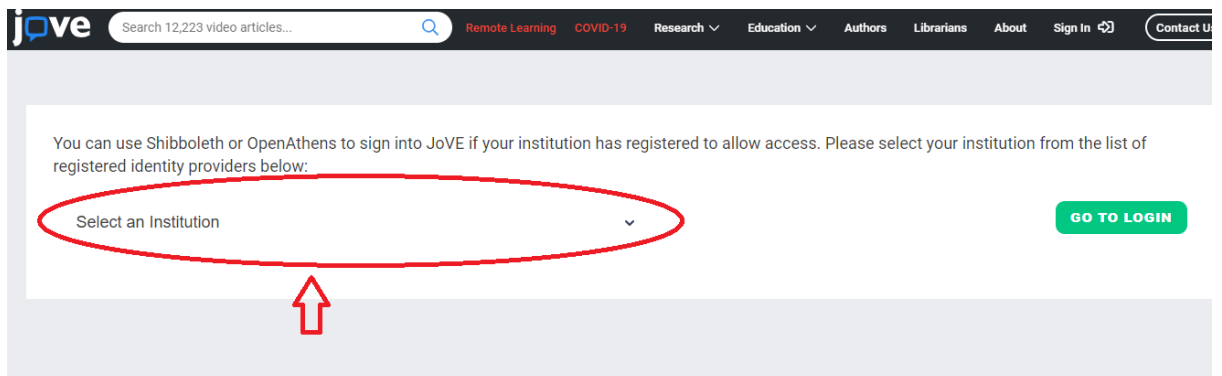 jove Search 12,223 video articles... Remote Learning COVID-19 Research Education Authors Librarians About Sign In Contact U
You can use Shibboleth or OpenAthens to sign into JoVE if your institution has registered to allow access. Please select your institution from the list of
registered identity providers below:
Select an Institution GO TO LOGIN